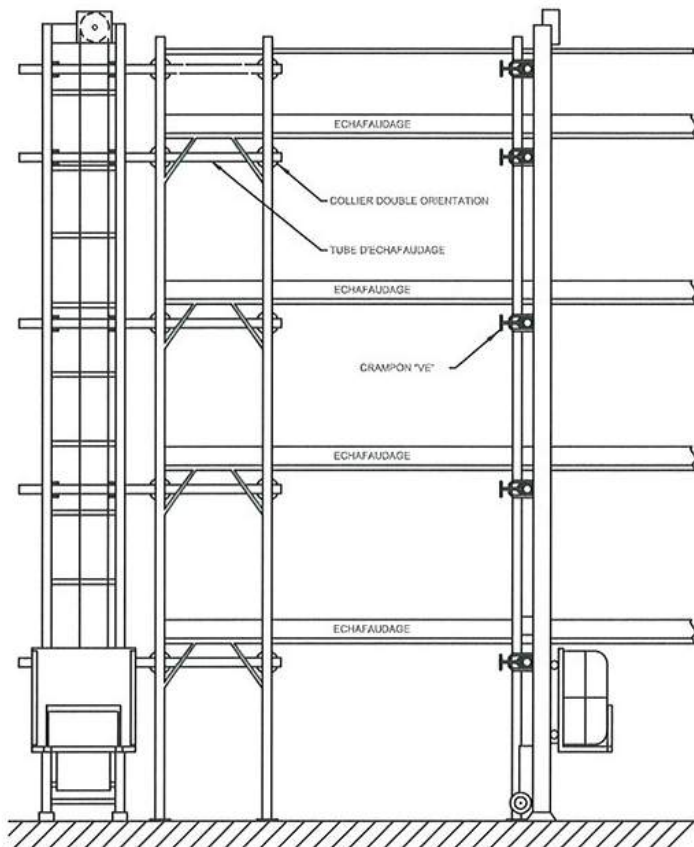 ECHAFAUDAGE
COLLIER DOUBLE ORIENTATION
TUBE D'ECHAFAUDAGE
ECHAFAUDAGE
CRAMPON "VE"
ECHAFAUDAGE
ECHAFAUDAGE